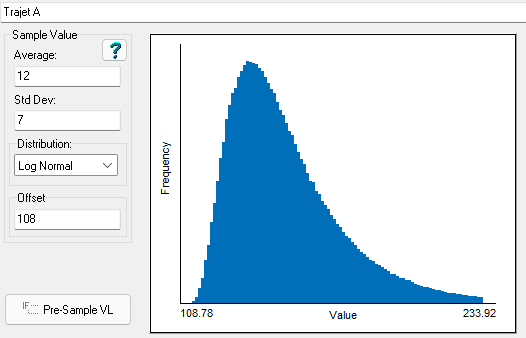 Trajet A
Sample Value
?
Average:
12
Std Dev:
7
Distribution:
Log Normal
Offset
108
IF Pre-Sample VL
Frequency
108.78
Value
233.92